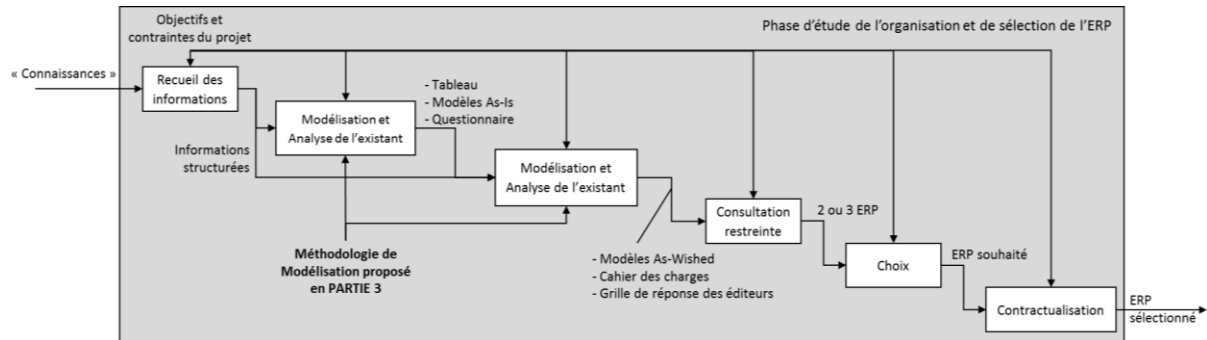 Objectifs et
contraintes du projet
Phase d'étude de l'organisation et de sélection de l'ERP
« Connaissances »
Recueil des
informations
- Tableau
- Modèles As-Is
- Questionnaire
Modélisation et
Analyse de l'existant
Informations
structurées
Modélisation et
Analyse de l'existant
Consultation
restreinte
2 ou 3 ERP
Méthodologie de
Modélisation proposé
en PARTIE 3
- Modèles As-Wished
- Cahier des charges
- Grille de réponse des éditeurs
Choix
ERP souhaité
Contractualisation
ERP
sélectionné